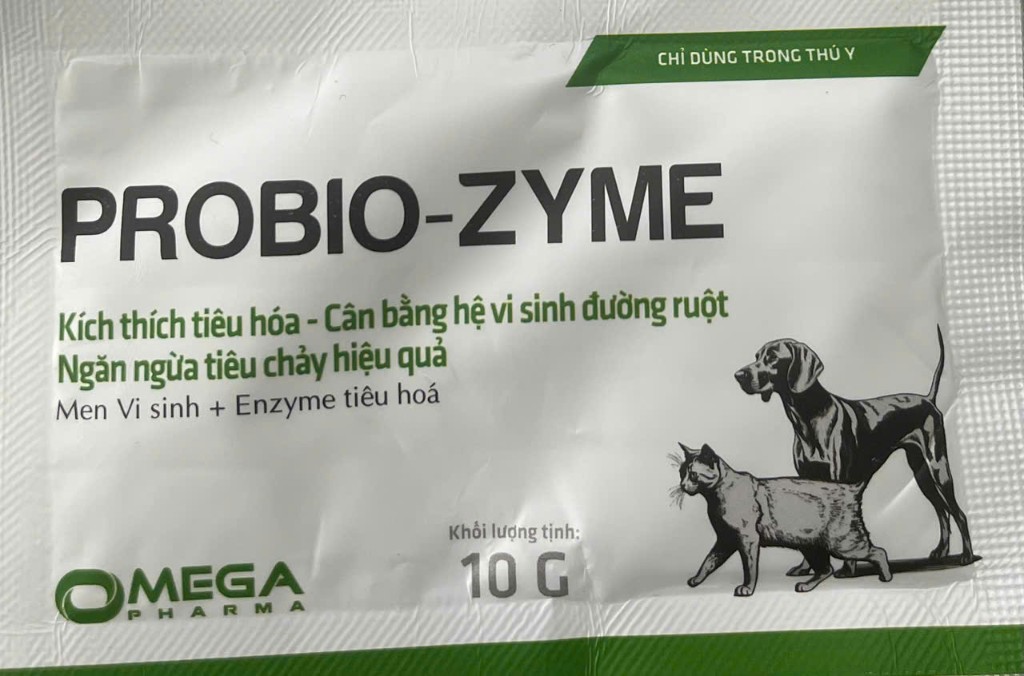 CHỈ DÙNG TRONG THÚ Y
PROBIO-ZYME
Kích thích tiêu hóa - Cân bằng hệ vi sinh đường ruột
Ngăn ngừa tiêu chảy hiệu quả
Men Vi sinh + Enzyme tiêu hoá
Khối lượng tịnh:
10 G
OMEGA
PHARMA